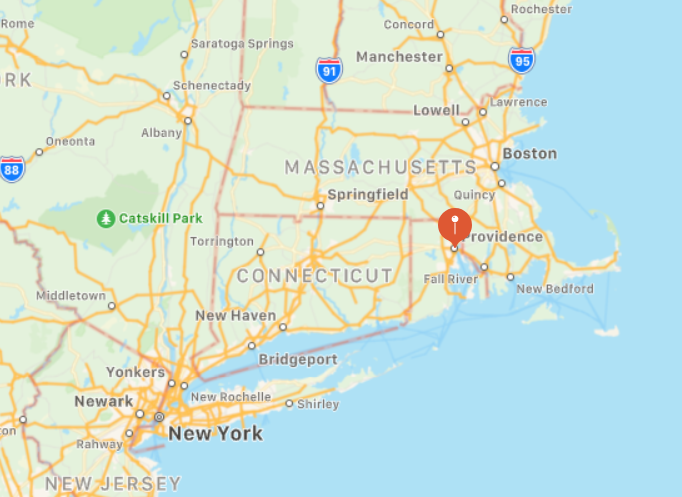 Rome
Rochester
Concord
Saratoga Springs
Manchester
95
91
RK
Schenectady
Lowell
Lawrence
Albany
Oneonta
Boston
88
MASSACHUSETTS
Springfield
Quincy
Catskill Park
Torrington
Providence
CONNECTICUT
Fall River
New Bedford
Middletown
New Haven
Bridgeport
Yonkers
New Rochelle
Newark
Shirley
ton
New York
Rahway
NEW JERSEY